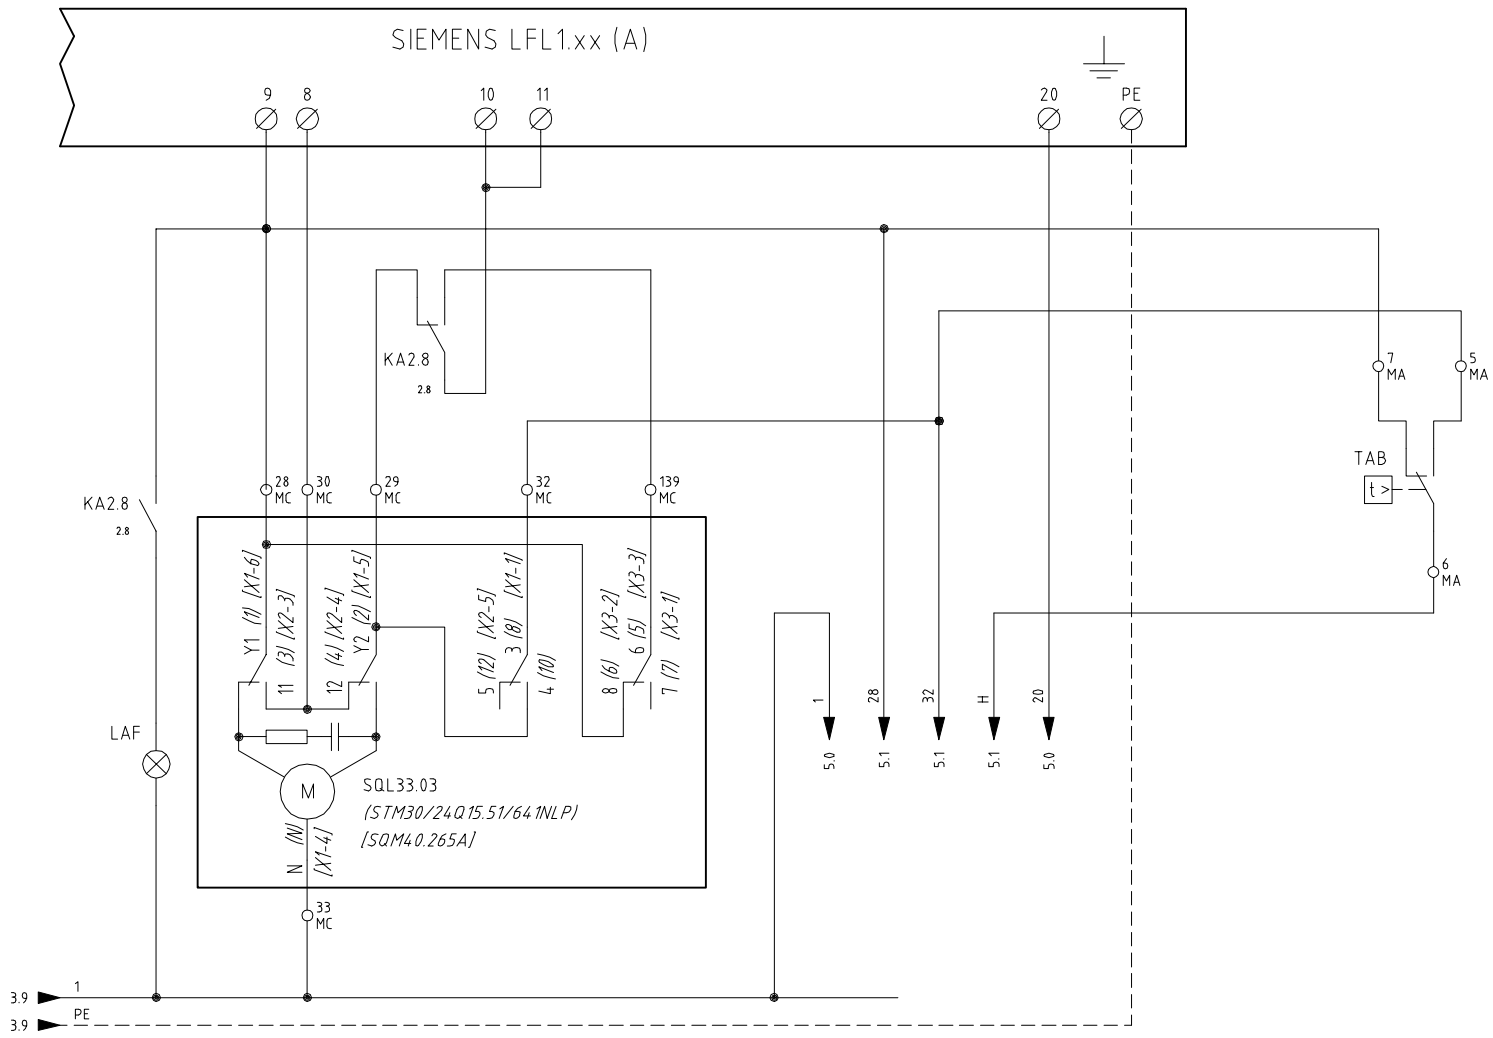 SIEMENS LFL1.xx (A)
9
8
10
11
20
PE
KA2.8
2.8
7
MA
5
MA
TAB
t >
6
MA
28
MC
30
MC
29
MC
32
MC
139
MC
KA2.8
2.8
Y1 (1) [X1-6]
11 (3) [X2-3]
12 (4) [X2-4]
Y2 (2) [X1-5]
5 (12) [X2-5]
3 (8) [X1-1]
4 (10)
8 (6) [X3-2]
6 (5) [X3-3]
7 (7) [X3-1]
1
28
32
H
20
5.0
5.1
5.1
5.1
5.0
LAF
M
SQL33.03
(STM30/24Q15.51/641NLP)
[SQM40.265A]
N (N)
[X1-4]
33
MC
3.9
1
3.9
PE